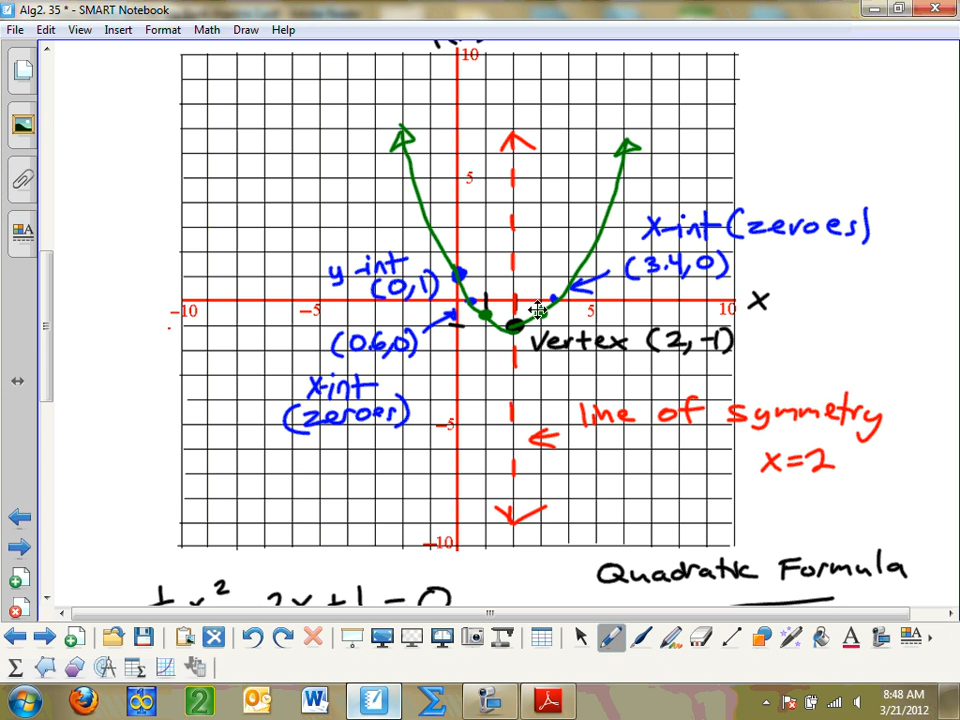 Alg2. 35 * - SMART Notebook
File Edit View Insert Format Math Draw Help
10
5
x-int (zeroes)
(3.4,0)
y-int
(0,1)
-10 -5 5 10 x
(0.6,0)
vertex (2,-1)
x-int
(zeroes)
-5
line of symmetry
x=2
-10
Quadratic Formula
8:48 AM
3/21/2012